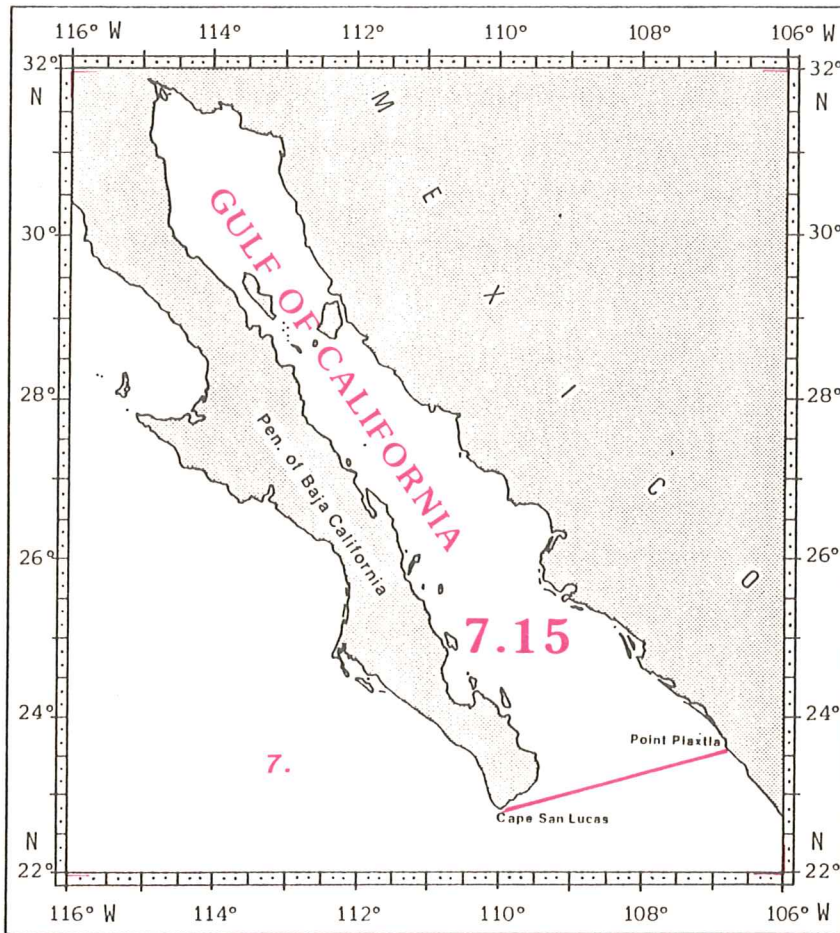 116° W 114° 112° 110° 108° 106° W
32° 32°
N N
M E X I C O
30° 30°
GULF OF CALIFORNIA
28° 28°
Pen. of Baja California
26° 26°
7.15
24° 24°
Point Piaxtla
7.
Cape San Lucas
N N
22° 22°
116° W 114° 112° 110° 108° 106° W